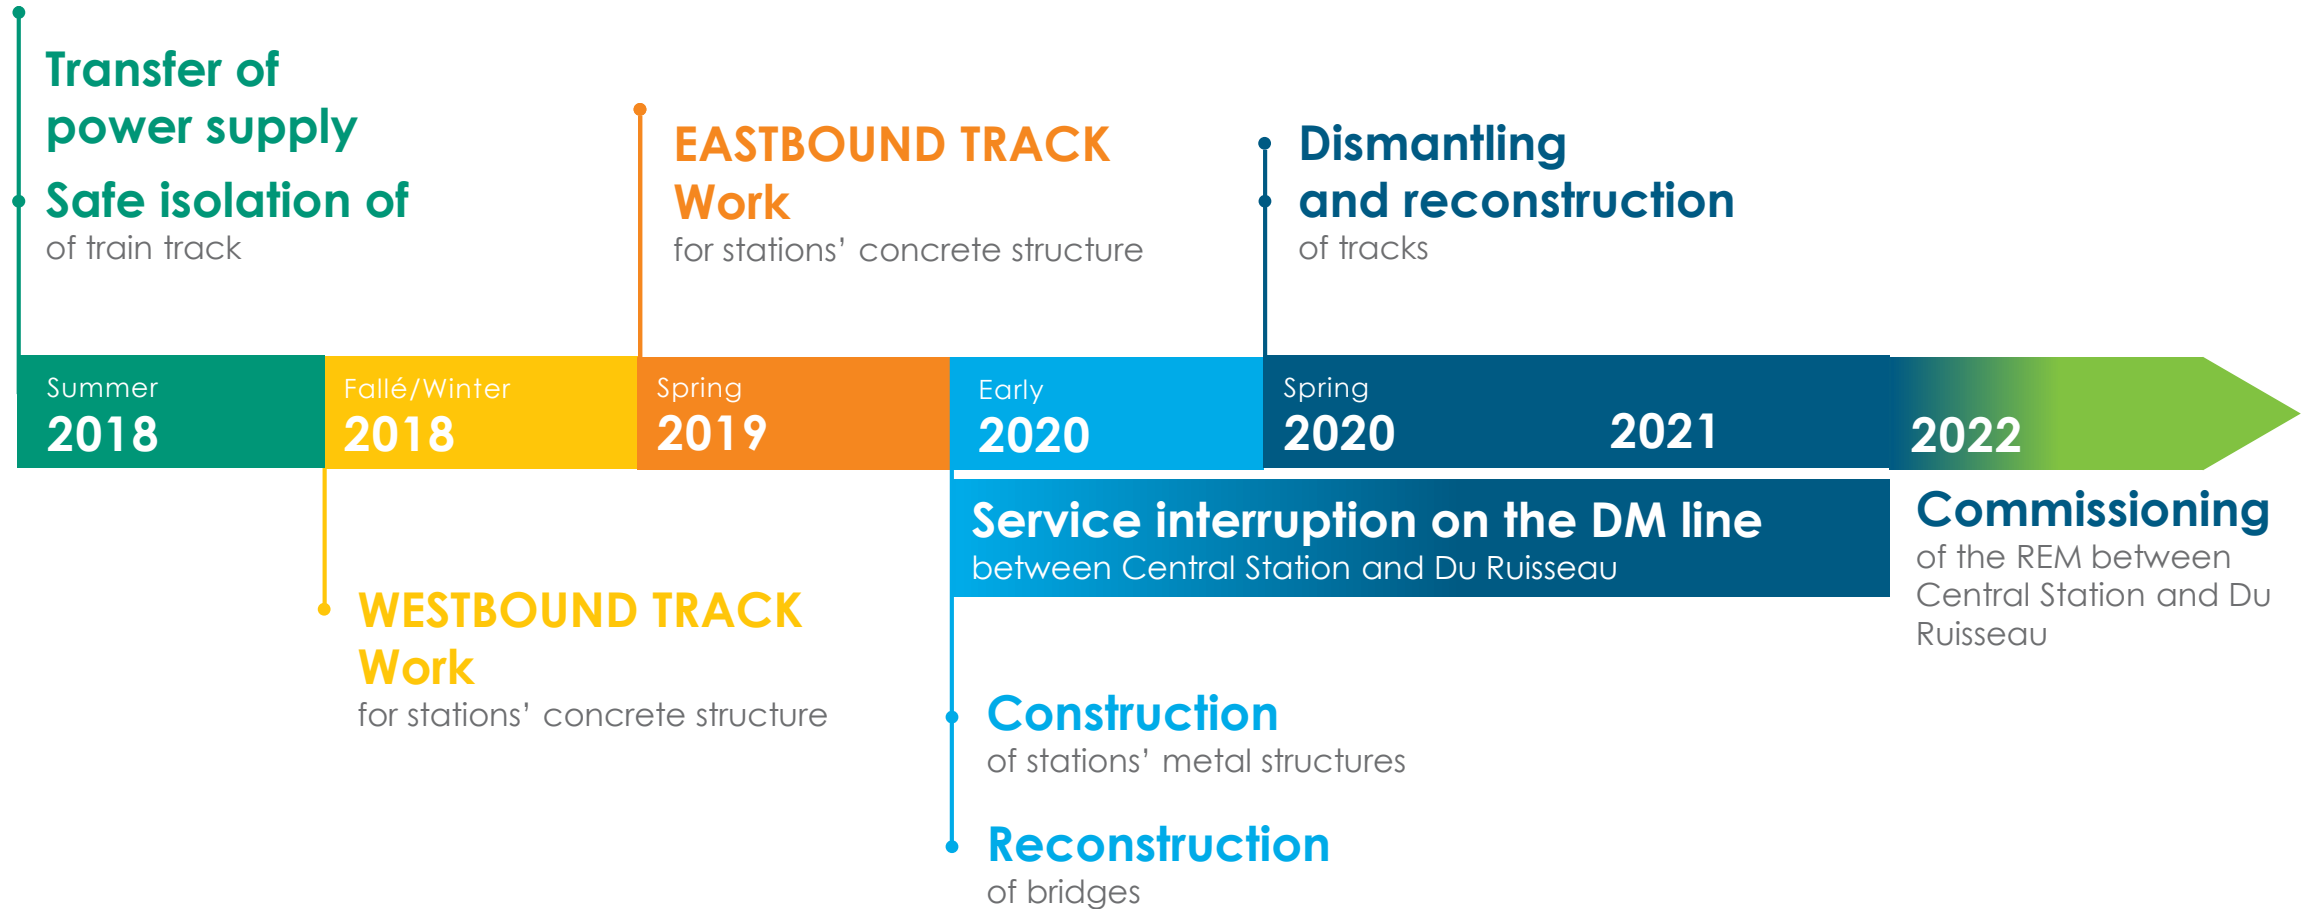 Transfer of
power supply
Safe isolation of
of train track
EASTBOUND TRACK
Work
for stations’ concrete structure
Dismantling
and reconstruction
of tracks
Summer
2018
Fallé/Winter
2018
Spring
2019
Early
2020
Spring
2020
2021
2022
Service interruption on the DM line
between Central Station and Du Ruisseau
Commissioning
of the REM between
Central Station and Du
Ruisseau
WESTBOUND TRACK
Work
for stations’ concrete structure
Construction
of stations’ metal structures
Reconstruction
of bridges